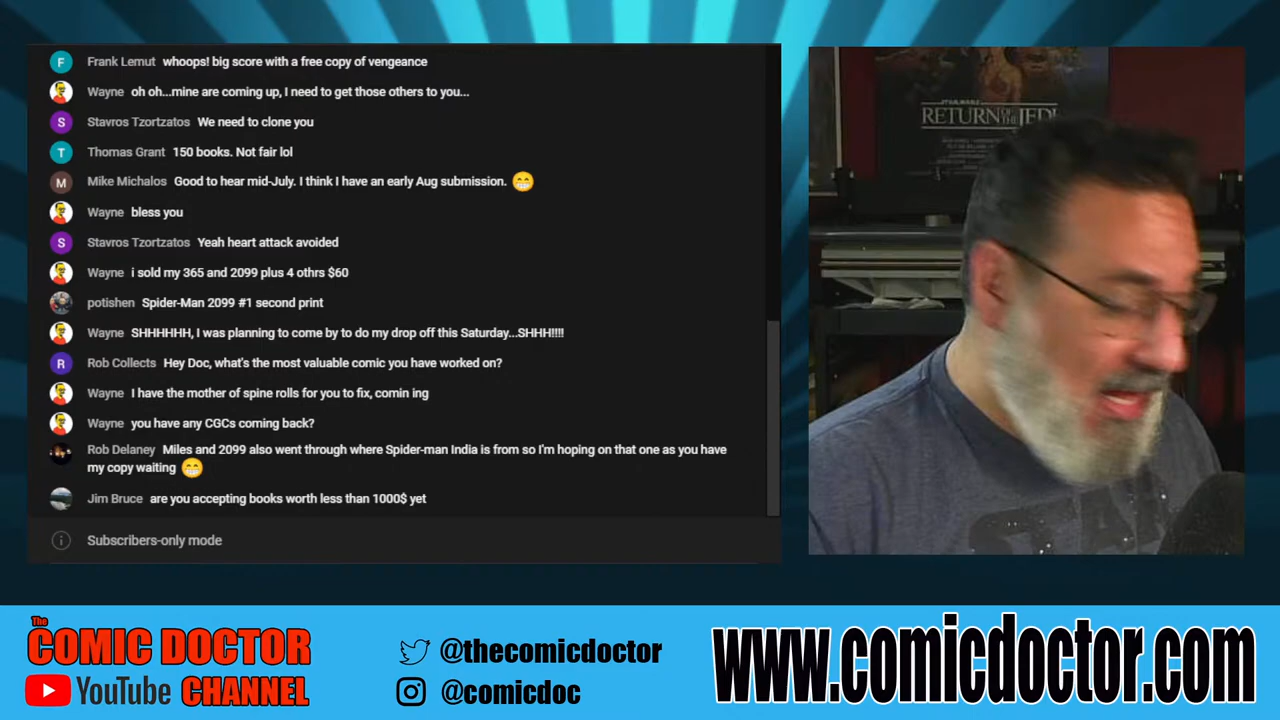 Frank Lemut whoops! big score with a free copy of vengeance
Wayne oh oh...mine are coming up, I need to get those others to you...
Stavros Tzortzatos We need to clone you
Thomas Grant 150 books. Not fair lol
Mike Michalos Good to hear mid-July. I think I have an early Aug submission. 😁
Wayne bless you
Stavros Tzortzatos Yeah heart attack avoided
Wayne i sold my 365 and 2099 plus 4 othrs $60
potishen Spider-Man 2099 #1 second print
Wayne SHHHHHH, I was planning to come by to do my drop off this Saturday...SHHH!!!!
Rob Collects Hey Doc, what's the most valuable comic you have worked on?
Wayne I have the mother of spine rolls for you to fix, comin ing
Wayne you have any CGCs coming back?
Rob Delaney Miles and 2099 also went through where Spider-man India is from so I'm hoping on that one as you have
my copy waiting 😁
Jim Bruce are you accepting books worth less than 1000$ yet
Subscribers-only mode
STAR WARS
RETURN OF THE JEDI
The
COMIC DOCTOR
YouTube CHANNEL
@thecomicdoctor
@comicdoc
www.comicdoctor.com